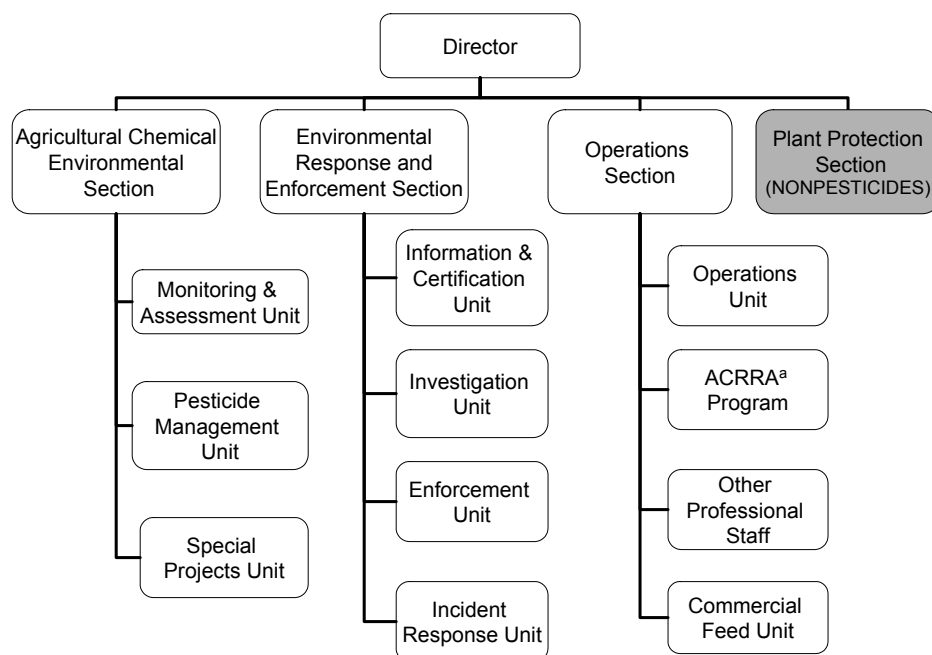 Director
Agricultural Chemical
Environmental
Section
Environmental
Response and
Enforcement Section
Operations
Section
Plant Protection
Section
(NONPESTICIDES)
Monitoring &
Assessment Unit
Pesticide
Management
Unit
Special
Projects Unit
Information &
Certification
Unit
Investigation
Unit
Enforcement
Unit
Incident
Response Unit
Operations
Unit
ACRRAᵃ
Program
Other
Professional
Staff
Commercial
Feed Unit